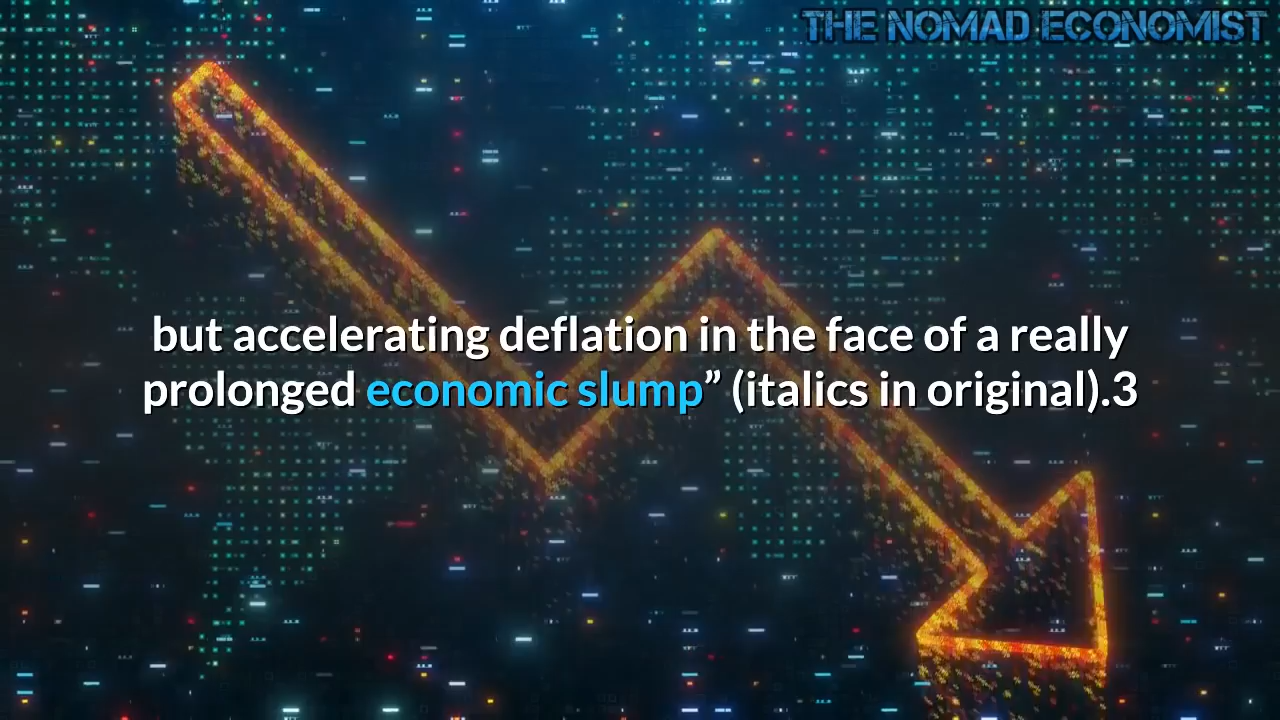 THE NOMAD ECONOMIST
but accelerating deflation in the face of a really
prolonged economic slump” (italics in original).3